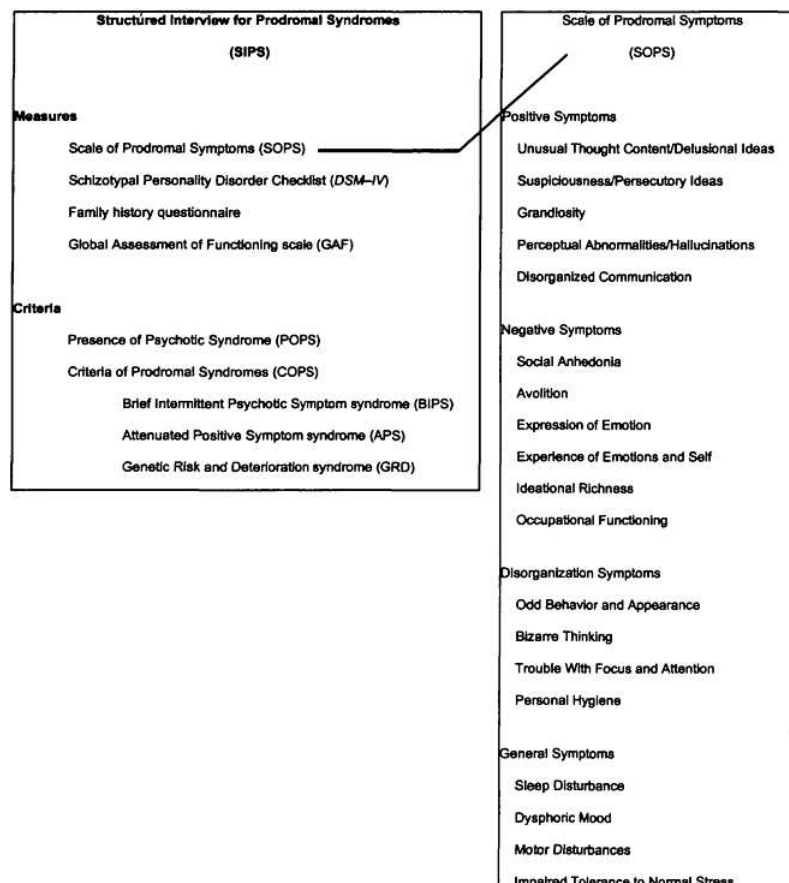 Structured Interview for Prodromal Syndromes
(SIPS)
Measures
Scale of Prodromal Symptoms (SOPS)
Schizotypal Personality Disorder Checklist (DSM–IV)
Family history questionnaire
Global Assessment of Functioning scale (GAF)
Criteria
Presence of Psychotic Syndrome (POPS)
Criteria of Prodromal Syndromes (COPS)
Brief Intermittent Psychotic Symptom syndrome (BIPS)
Attenuated Positive Symptom syndrome (APS)
Genetic Risk and Deterioration syndrome (GRD)
Scale of Prodromal Symptoms
(SOPS)
Positive Symptoms
Unusual Thought Content/Delusional Ideas
Suspiciousness/Persecutory Ideas
Grandiosity
Perceptual Abnormalities/Hallucinations
Disorganized Communication
Negative Symptoms
Social Anhedonia
Avolition
Expression of Emotion
Experience of Emotions and Self
Ideational Richness
Occupational Functioning
Disorganization Symptoms
Odd Behavior and Appearance
Bizarre Thinking
Trouble With Focus and Attention
Personal Hygiene
General Symptoms
Sleep Disturbance
Dysphoric Mood
Motor Disturbances
Impaired Tolerance to Normal Stress